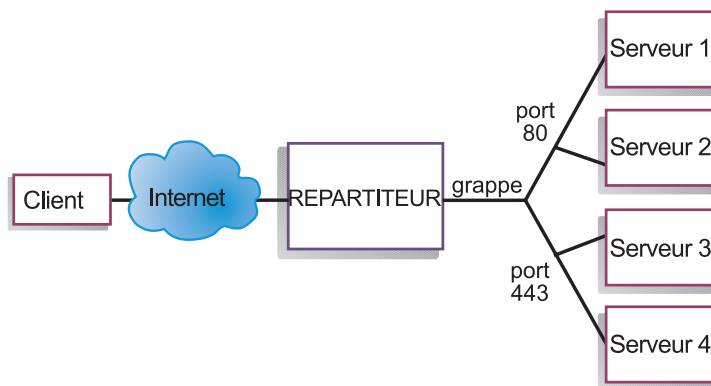 Client
Internet
REPARTITEUR
grappe
port
80
port
443
Serveur 1
Serveur 2
Serveur 3
Serveur 4